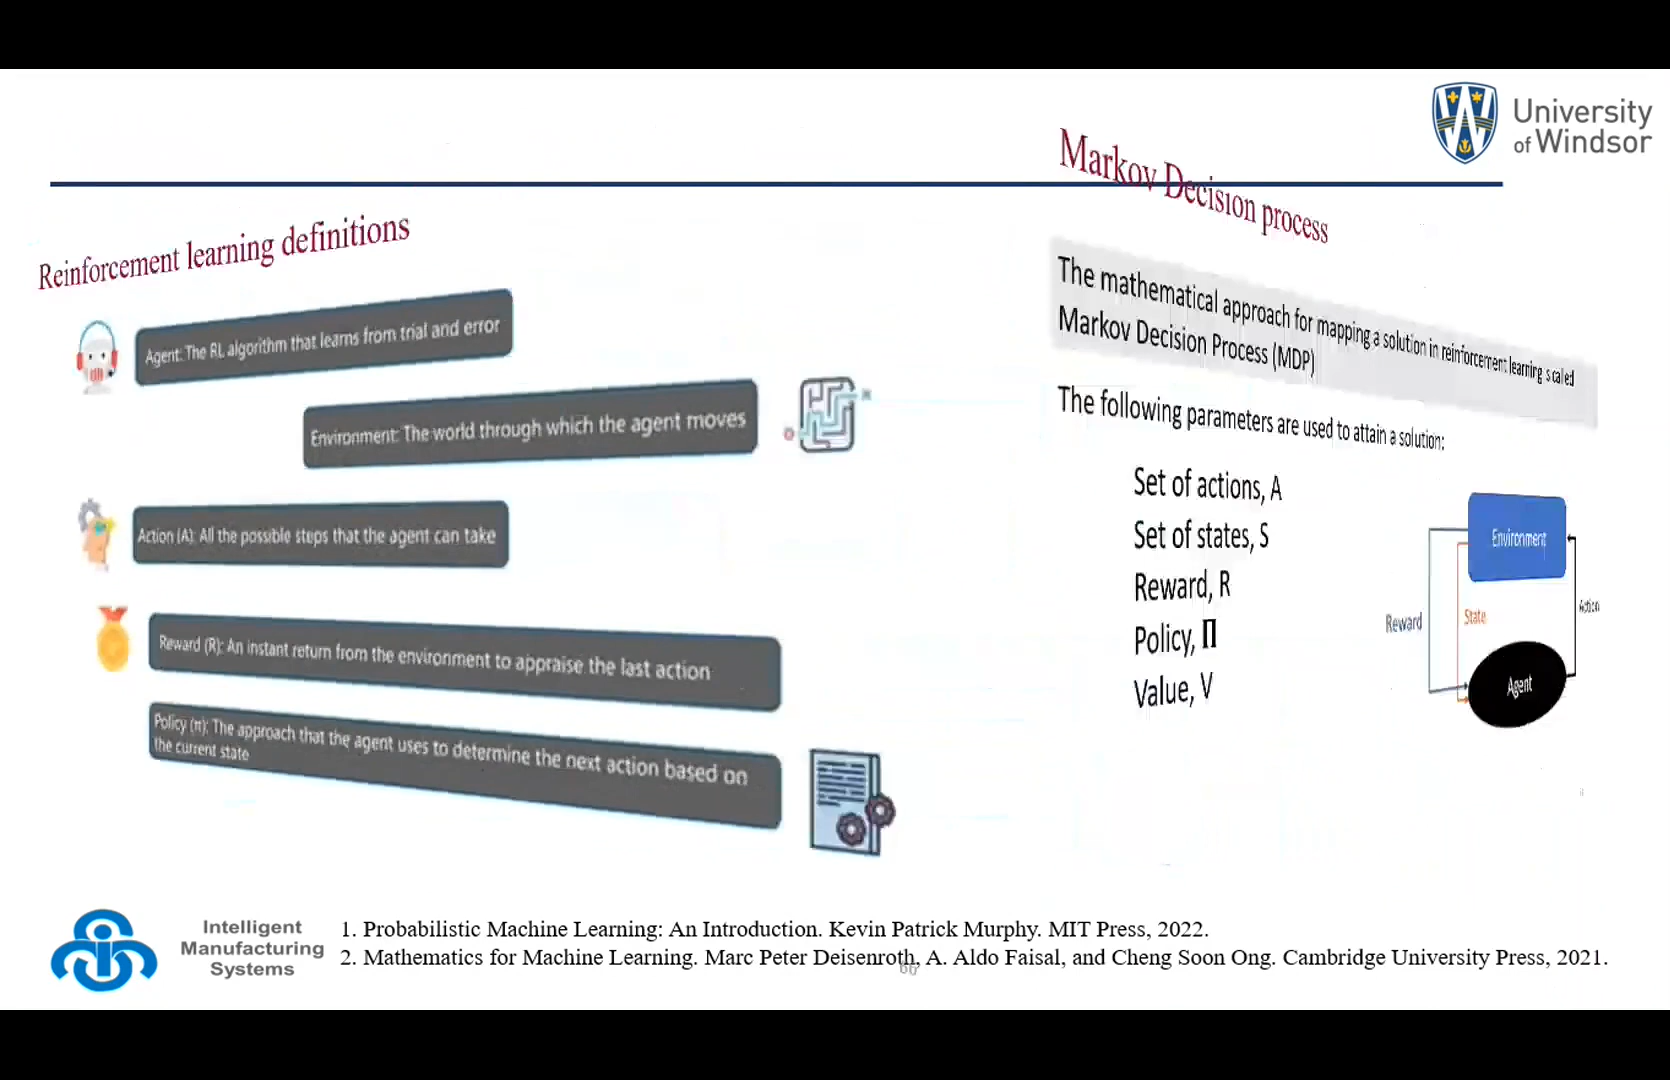 University
of Windsor
Reinforcement learning definitions
Agent: The RL algorithm that learns from trial and error
Environment: The world through which the agent moves
Action (A): All the possible steps that the agent can take
Reward (R): An instant return from the environment to appraise the last action
Policy (π): The approach that the agent uses to determine the next action based on
the current state
Markov Decision process
The mathematical approach for mapping a solution in reinforcement learning s called
Markov Decision Process (MDP)
The following parameters are used to attain a solution:
Set of actions, A
Set of states, S
Reward, R
Policy, Π
Value, V
Environment
Reward
State
Action
Agent
Intelligent
Manufacturing
Systems
1. Probabilistic Machine Learning: An Introduction. Kevin Patrick Murphy. MIT Press, 2022.
2. Mathematics for Machine Learning. Marc Peter Deisenroth, A. Aldo Faisal, and Cheng Soon Ong. Cambridge University Press, 2021.